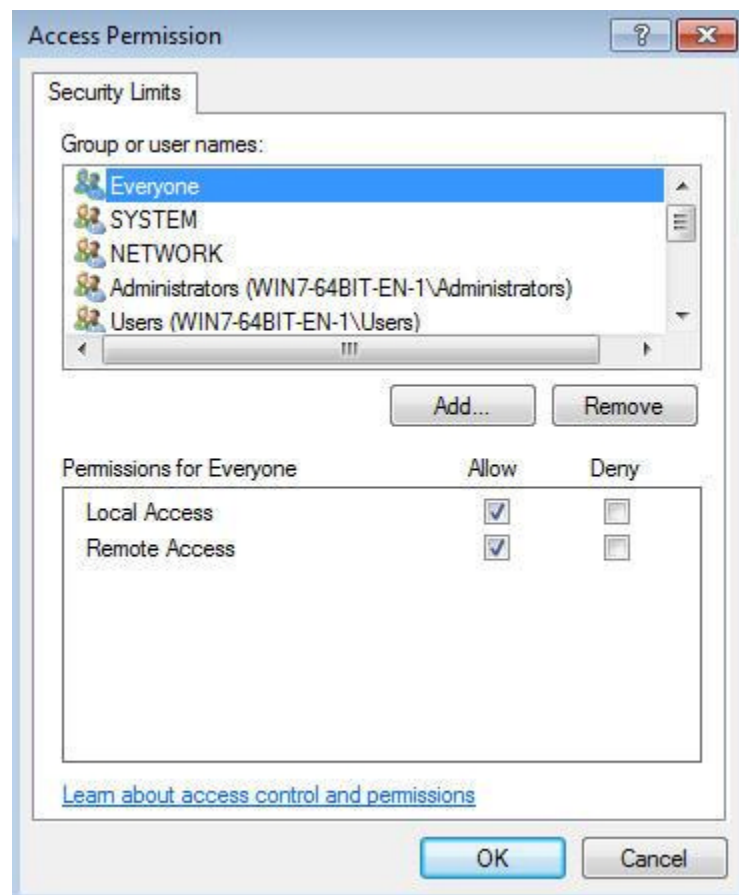 Access Permission
Security Limits
Group or user names:
Everyone
SYSTEM
NETWORK
Administrators (WIN7-64BIT-EN-1\Administrators)
Users (WIN7-64BIT-EN-1\Users)
Add... Remove
Permissions for Everyone Allow Deny
Local Access
Remote Access
Learn about access control and permissions
OK Cancel